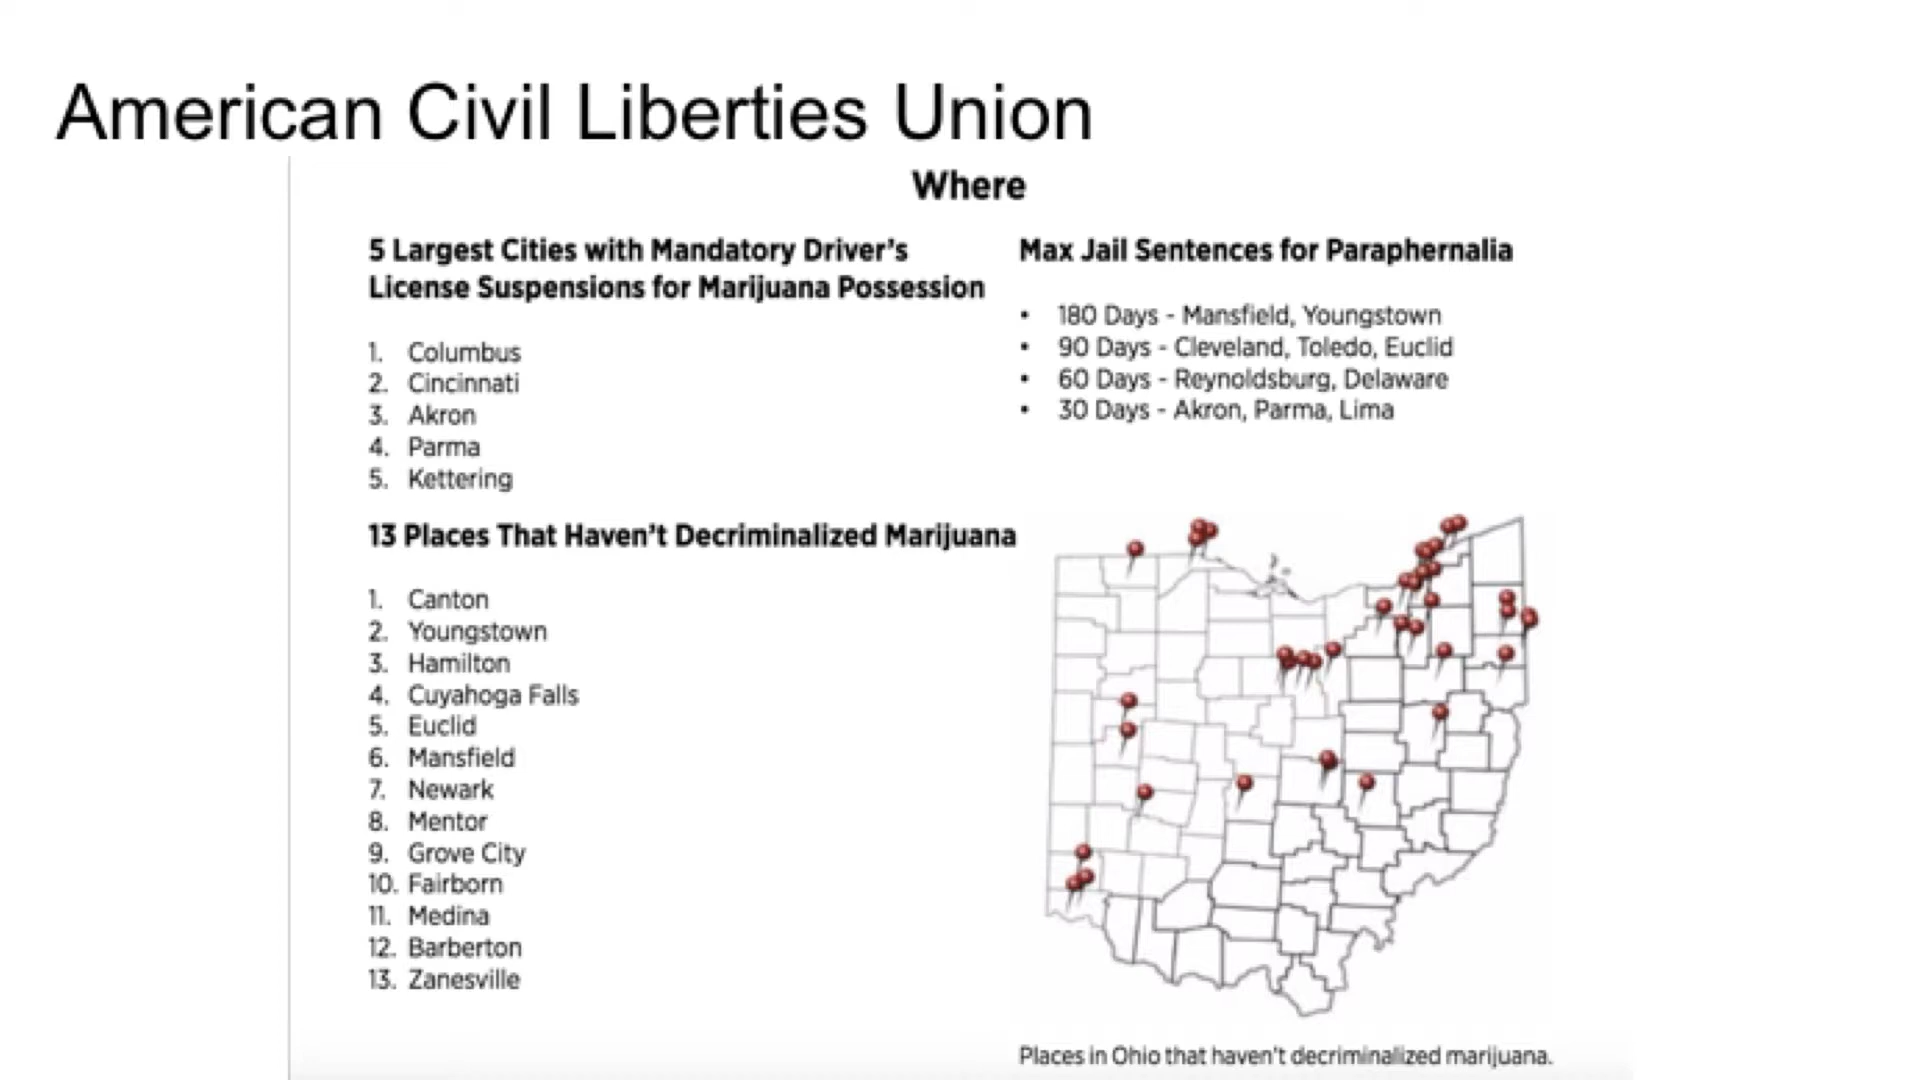 American Civil Liberties Union
Where
5 Largest Cities with Mandatory Driver's
License Suspensions for Marijuana Possession
1. Columbus
2. Cincinnati
3. Akron
4. Parma
5. Kettering
Max Jail Sentences for Paraphernalia
• 180 Days - Mansfield, Youngstown
• 90 Days - Cleveland, Toledo, Euclid
• 60 Days - Reynoldsburg, Delaware
• 30 Days - Akron, Parma, Lima
13 Places That Haven't Decriminalized Marijuana
1. Canton
2. Youngstown
3. Hamilton
4. Cuyahoga Falls
5. Euclid
6. Mansfield
7. Newark
8. Mentor
9. Grove City
10. Fairborn
11. Medina
12. Barberton
13. Zanesville
Places in Ohio that haven't decriminalized marijuana.